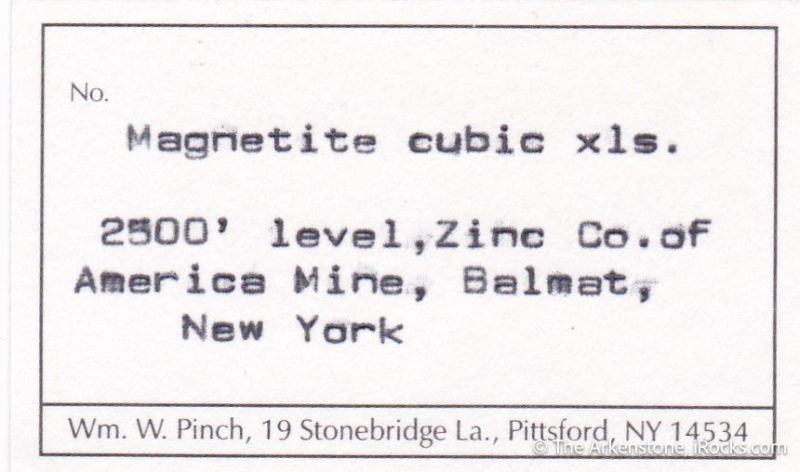 No.
Magnetite cubic xls.
2500' level,Zinc Co.of
America Mine, Balmat,
New York
Wm. W. Pinch, 19 Stonebridge La., Pittsford, NY 14534
© The Arkenstone, iRocks.com